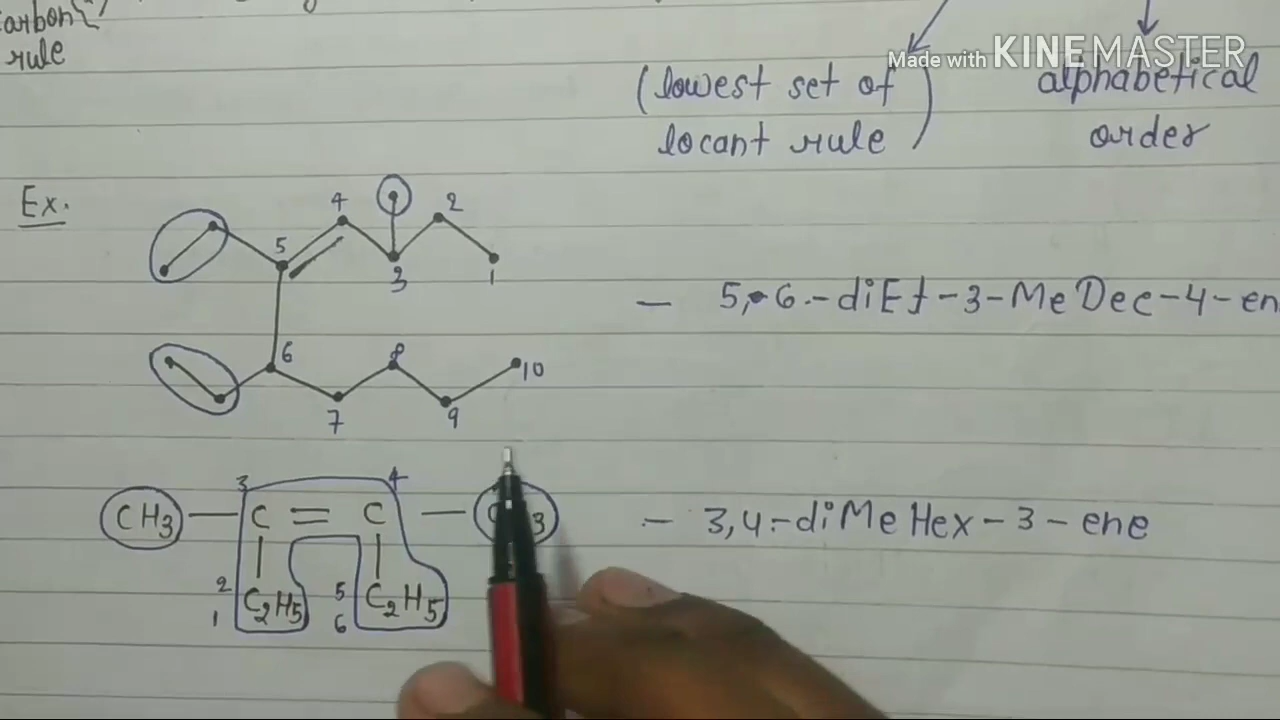 carbon
rule
Made with KINEMASTER
(lowest set of
locant rule)
alphabetical
order
Ex.
4
2
5
3
1
5,6-diEt-3-MeDec-4-en
6
8
10
7
9
3
4
CH3 — C = C — CH3
- 3,4-diMeHex-3-ene
2
C2H5
5
C2H5
1
6